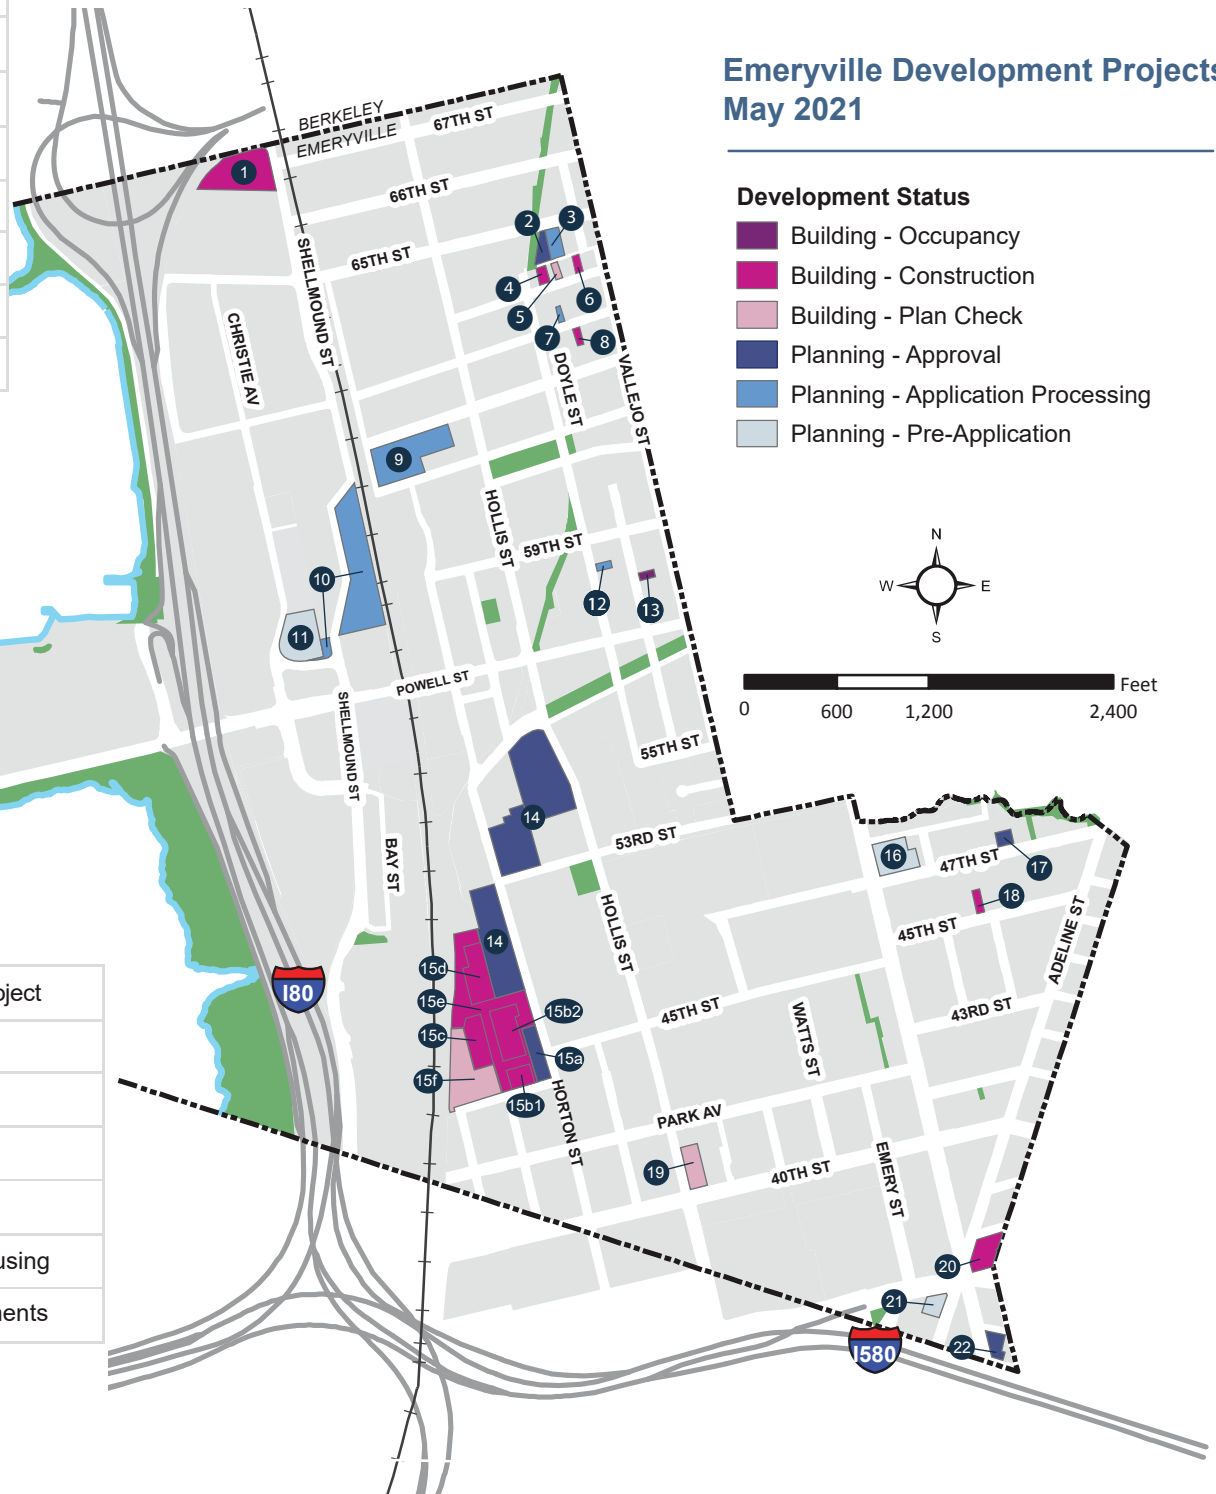 Emeryville Development Projects
May 2021
Development Status
Building - Occupancy
Building - Construction
Building - Plan Check
Planning - Approval
Planning - Application Processing
Planning - Pre-Application
N
W
E
S
Feet
0
600
1,200
2,400
BERKELEY
EMERYVILLE
67TH ST
66TH ST
65TH ST
SHELLMOUND ST
CHRISTIE AV
DOYLE ST
VALLEJO ST
HOLLIS ST
59TH ST
POWELL ST
SHELLMOUND ST
55TH ST
53RD ST
BAY ST
HOLLIS ST
47TH ST
45TH ST
ADELINE ST
43RD ST
45TH ST
WATTS ST
HORTON ST
PARK AV
40TH ST
EMERY ST
I80
I580
1
2
3
4
5
6
7
8
9
10
11
12
13
14
14
15d
15e
15c
15f
15b2
15a
15b1
16
17
18
19
20
21
22
oject
using
nents